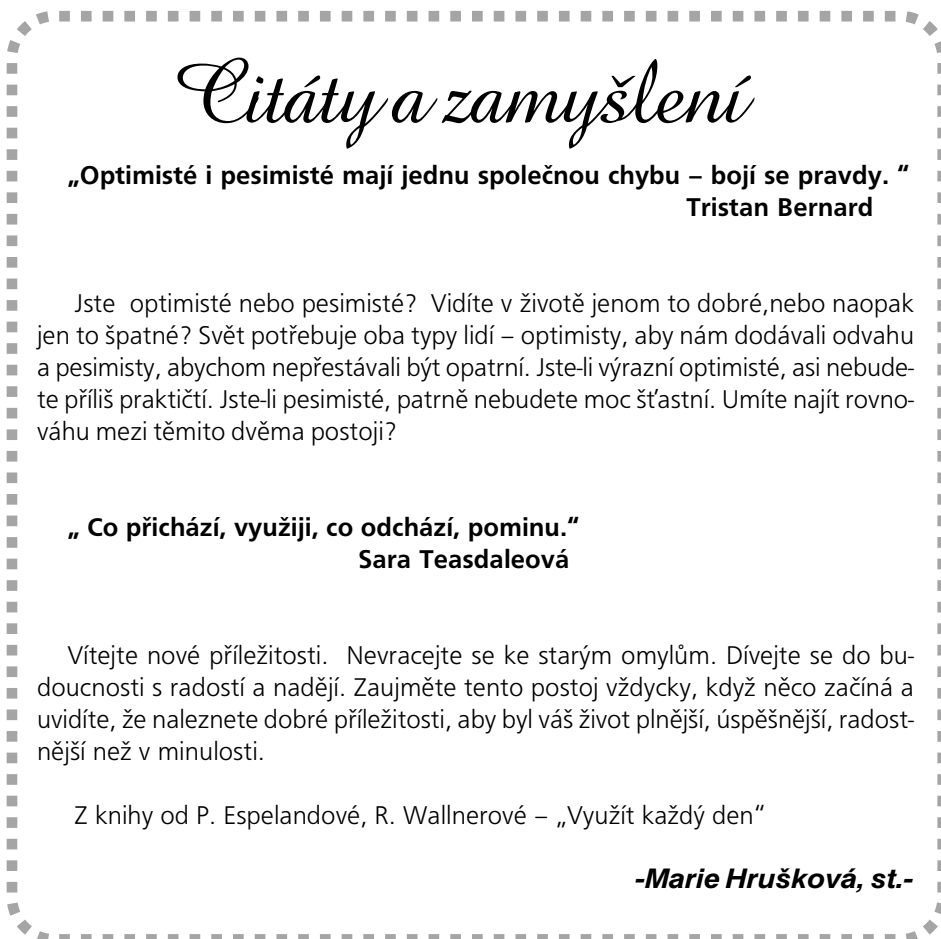 Citáty a zamyšlení
„Optimisté i pesimisté mají jednu společnou chybu – bojí se pravdy. “
Tristan Bernard
Jste optimisté nebo pesimisté? Vidíte v životě jenom to dobré,nebo naopak
jen to špatné? Svět potřebuje oba typy lidí – optimisty, aby nám dodávali odvahu
a pesimisty, abychom nepřestávali být opatrní. Jste-li výrazní optimisté, asi nebude-
te příliš praktičtí. Jste-li pesimisté, patrně nebudete moc šťastní. Umíte najít rovno-
váhu mezi těmito dvěma postoji?
„ Co přichází, využiji, co odchází, pominu.“
Sara Teasdaleová
Vítejte nové příležitosti. Nevracejte se ke starým omylům. Dívejte se do bu-
doucnosti s radostí a nadějí. Zaujměte tento postoj vždycky, když něco začíná a
uvidíte, že naleznete dobré příležitosti, aby byl váš život plnější, úspěšnější, radost-
nější než v minulosti.
Z knihy od P. Espelandové, R. Wallnerové – „Využít každý den“
-Marie Hrušková, st.-